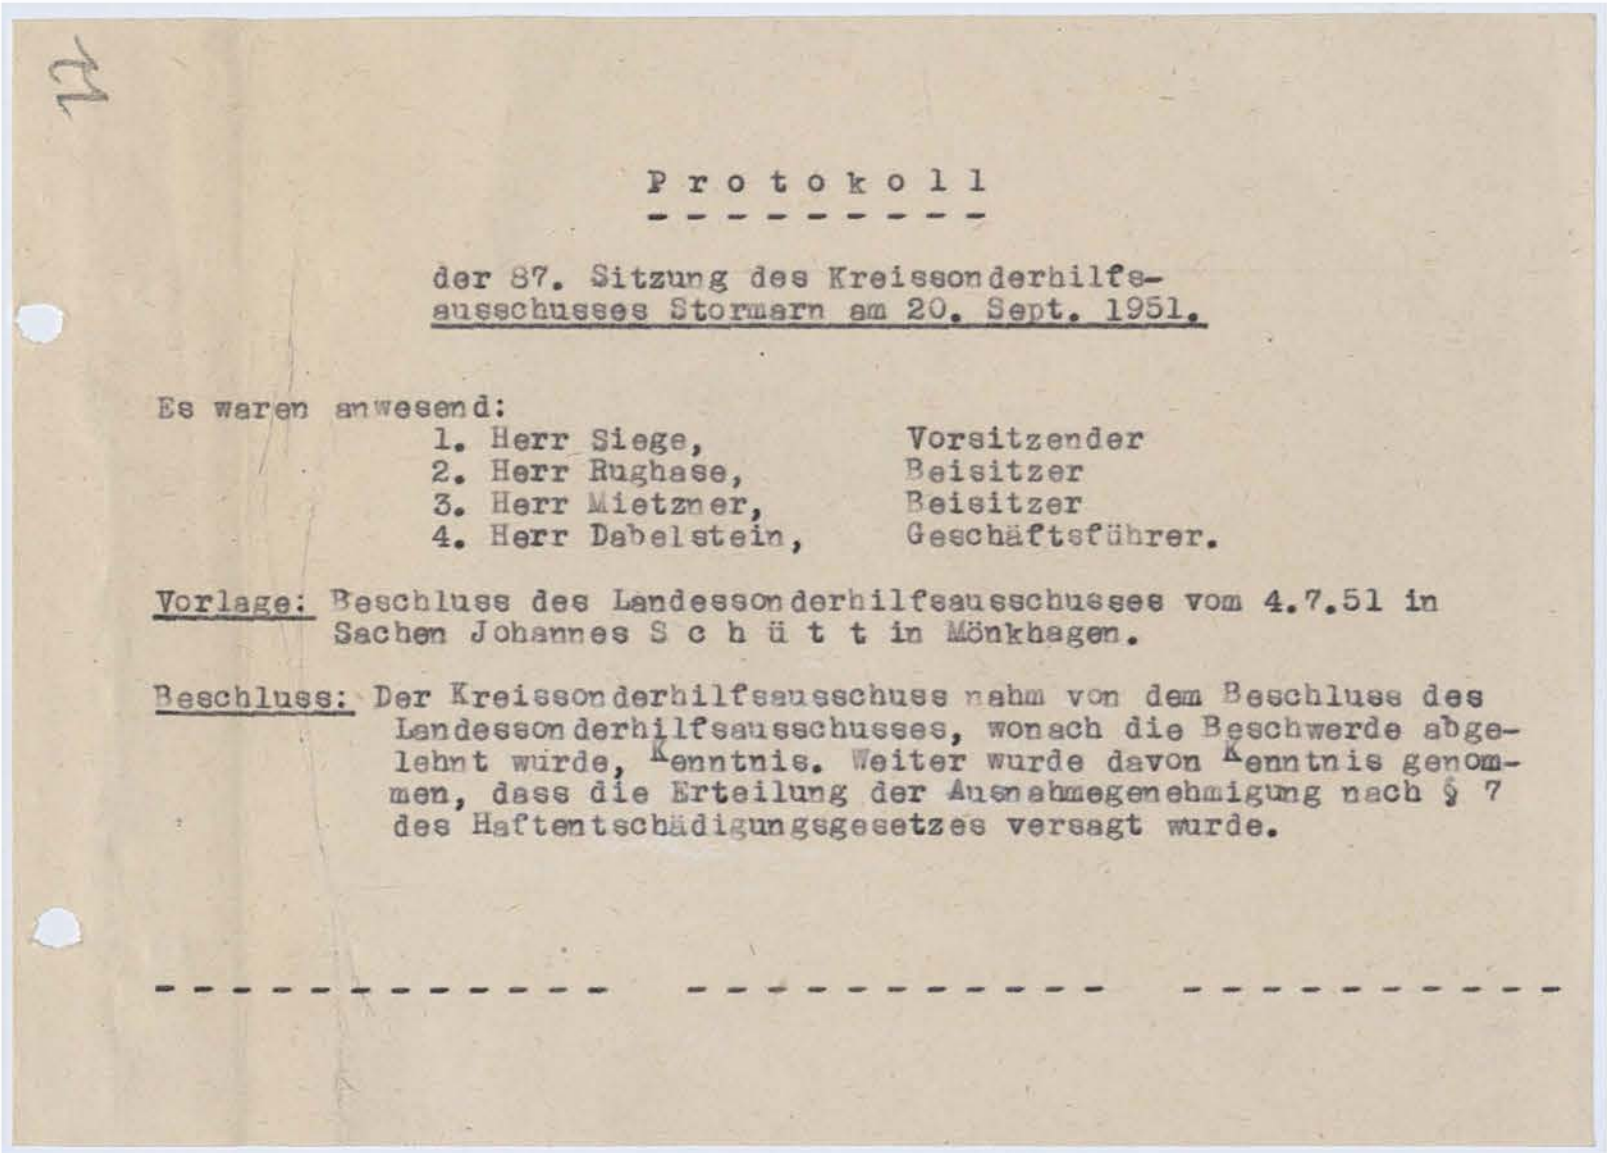 11
P r o t o k o l l
- - - - - - - - -
der 87. Sitzung des Kreissonderhilfs-
ausschusses Stormarn am 20. Sept. 1951.
Es waren anwesend:
1. Herr Siege, Vorsitzender
2. Herr Rughase, Beisitzer
3. Herr Mietzner, Beisitzer
4. Herr Dabelstein, Geschäftsführer.
Vorlage: Beschluss des Landessonderhilfsausschusses vom 4.7.51 in
Sachen Johannes S c h ü t t in Mönkhagen.
Beschluss: Der Kreissonderhilfsausschuss nahm von dem Beschluss des
Landessonderhilfsausschusses, wonach die Beschwerde abge-
lehnt wurde, Kenntnis. Weiter wurde davon Kenntnis genom-
men, dass die Erteilung der Ausnahmegenehmigung nach § 7
des Haftentschädigungsgesetzes versagt wurde.
- - - - - - - - - - - - - - - - - - - - - - - - - - - - - - - - -